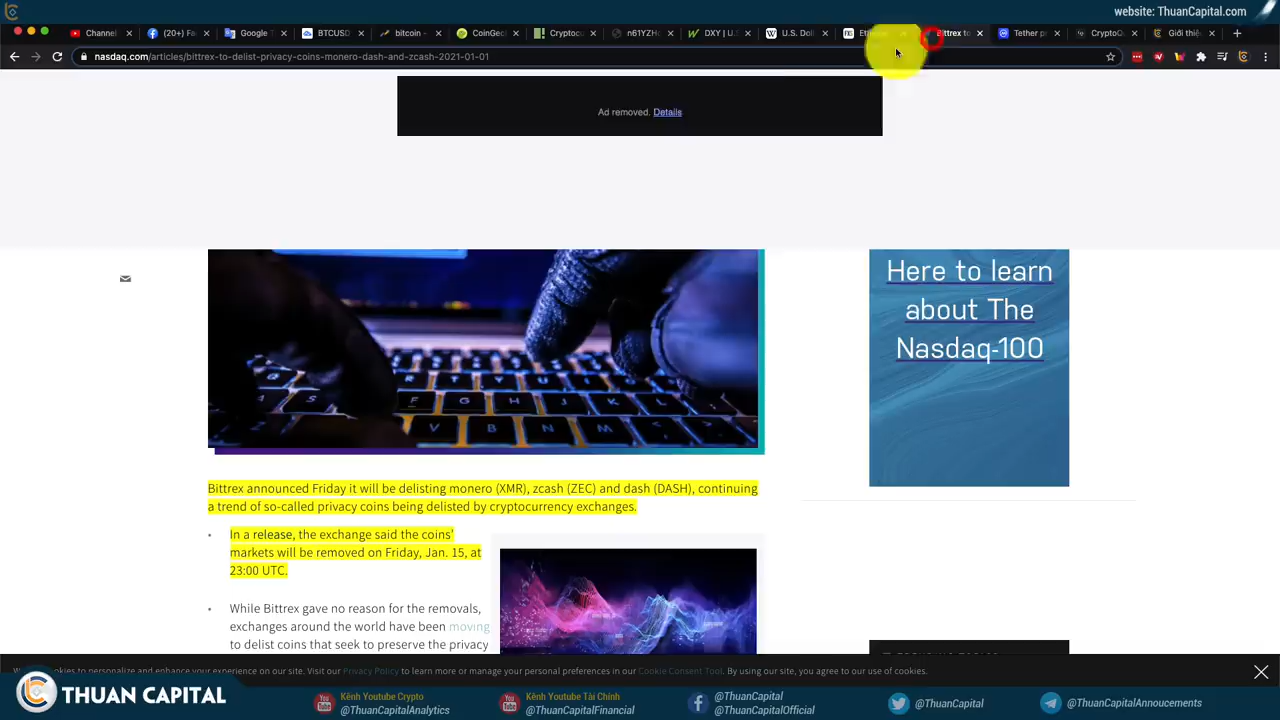 website: ThuanCapital.com
Channel
(20+) Fa
Google T
BTCUSD
bitcoin -
CoinGec
Cryptocu
n61YZH
DXY | U.S
U.S. Doll
Bittrex to
Tether pr
CryptoQ
Giới thiệ
nasdaq.com/articles/bittrex-to-delist-privacy-coins-monero-dash-and-zcash-2021-01-01
Ad removed. Details
Here to learn
about The
Nasdaq-100
Bittrex announced Friday it will be delisting monero (XMR), zcash (ZEC) and dash (DASH), continuing
a trend of so-called privacy coins being delisted by cryptocurrency exchanges.
In a release, the exchange said the coins'
markets will be removed on Friday, Jan. 15, at
23:00 UTC.
While Bittrex gave no reason for the removals,
exchanges around the world have been moving
to delist coins that seek to preserve the privacy
cookies to personalize and enhance your experience on our site. Visit our Privacy Policy to learn more or manage your personal preferences in our Cookie Consent Tool. By using our site, you agree to our use of cookies.
THUAN CAPITAL
Kênh Youtube Crypto
@ThuanCapitalAnalytics
Kênh Youtube Tài Chính
@ThuanCapitalFinancial
@ThuanCapital
@ThuanCapitalOfficial
@ThuanCapital
@ThuanCapitalAnnoucements